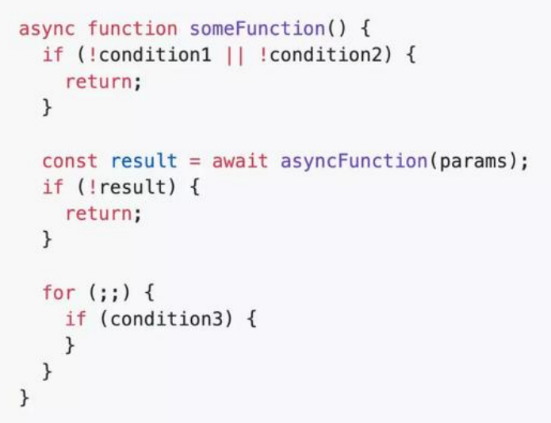 async function someFunction() {
  if (!condition1 || !condition2) {
    return;
  }

  const result = await asyncFunction(params);
  if (!result) {
    return;
  }

  for (;;) {
    if (condition3) {
    }
  }
}